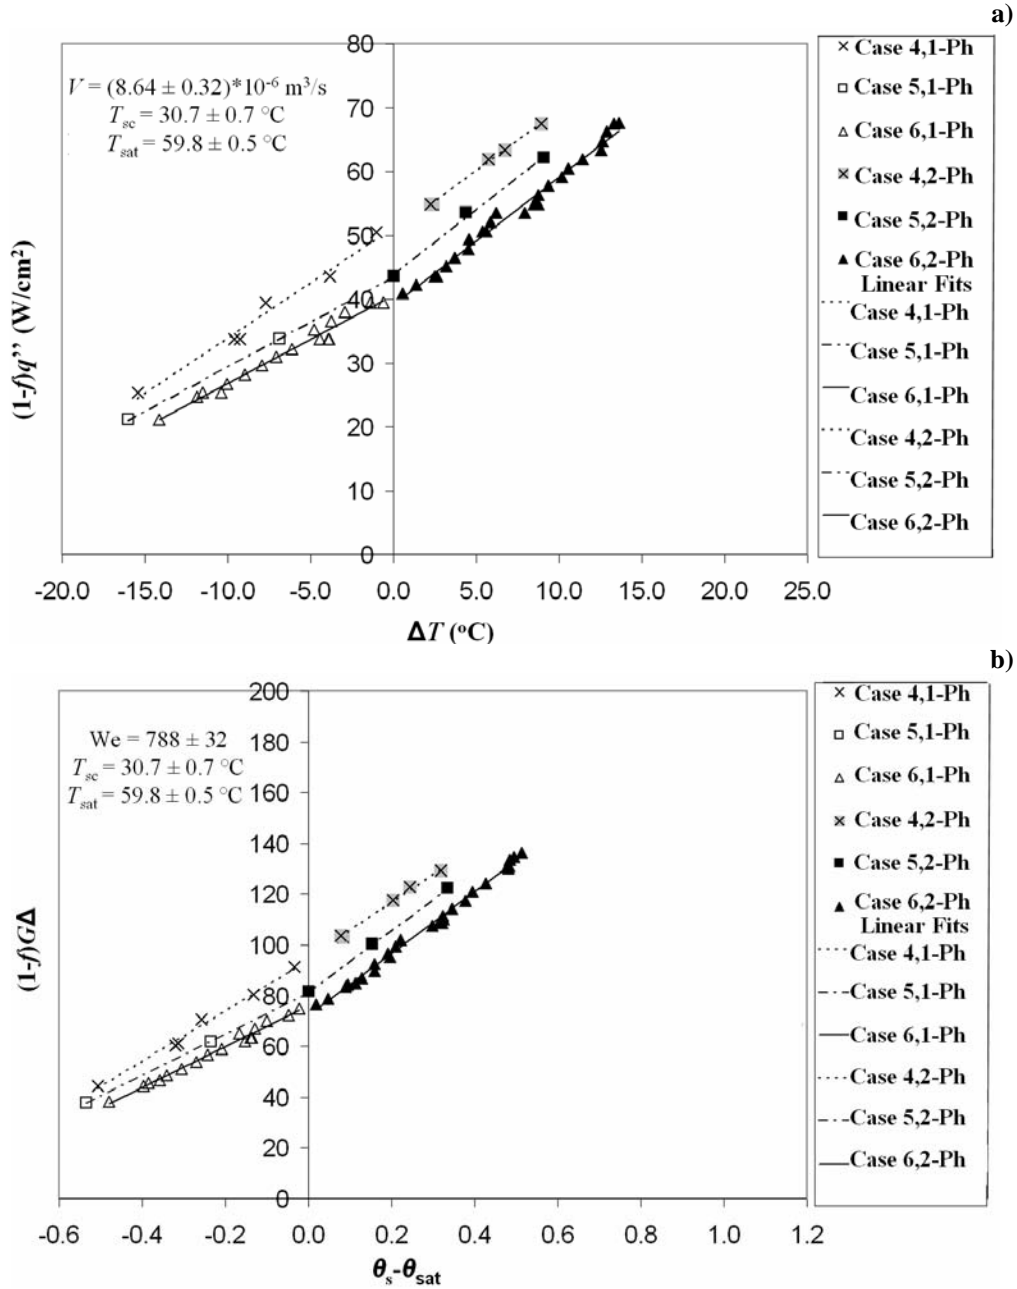 a)
V = (8.64 ± 0.32)*10⁻⁶ m³/s
Tsc = 30.7 ± 0.7 °C
Tsat = 59.8 ± 0.5 °C
(1-f)q’’ (W/cm²)
80
70
60
50
40
30
20
10
0
-20.0 -15.0 -10.0 -5.0 0.0 5.0 10.0 15.0 20.0 25.0
ΔT (°C)
Case 4,1-Ph
Case 5,1-Ph
Case 6,1-Ph
Case 4,2-Ph
Case 5,2-Ph
Case 6,2-Ph
Linear Fits
Case 4,1-Ph
Case 5,1-Ph
Case 6,1-Ph
Case 4,2-Ph
Case 5,2-Ph
Case 6,2-Ph
b)
We = 788 ± 32
Tsc = 30.7 ± 0.7 °C
Tsat = 59.8 ± 0.5 °C
(1-f)GΔ
200
180
160
140
120
100
80
60
40
20
0
-0.6 -0.4 -0.2 0.0 0.2 0.4 0.6 0.8 1.0 1.2
θs-θsat
Case 4,1-Ph
Case 5,1-Ph
Case 6,1-Ph
Case 4,2-Ph
Case 5,2-Ph
Case 6,2-Ph
Linear Fits
Case 4,1-Ph
Case 5,1-Ph
Case 6,1-Ph
Case 4,2-Ph
Case 5,2-Ph
Case 6,2-Ph